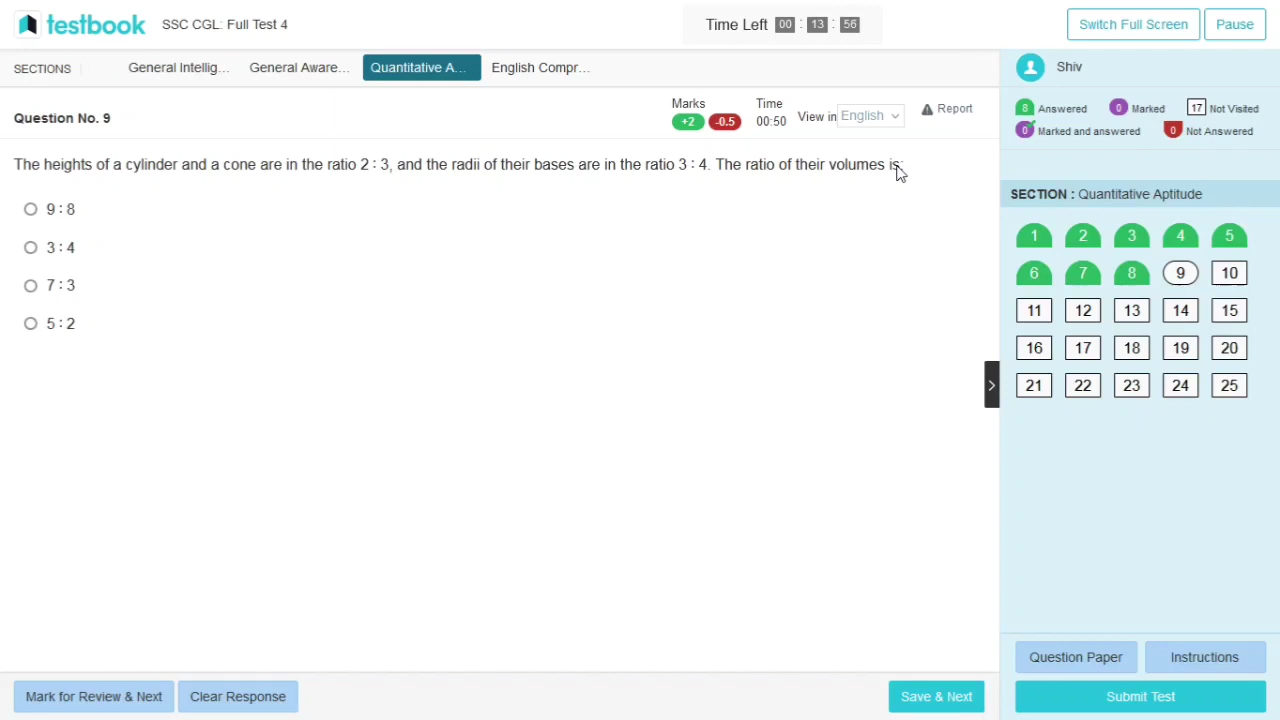 testbook SSC CGL: Full Test 4 Time Left 00 : 13 : 56 Switch Full Screen Pause
SECTIONS General Intellig... General Aware... Quantitative A... English Compr... Shiv
Question No. 9 Marks +2 -0.5 Time 00:50 View in English Report
8 Answered 0 Marked 17 Not Visited
0 Marked and answered 0 Not Answered
The heights of a cylinder and a cone are in the ratio 2 : 3, and the radii of their bases are in the ratio 3 : 4. The ratio of their volumes is:
9 : 8
3 : 4
7 : 3
5 : 2
SECTION : Quantitative Aptitude
1 2 3 4 5
6 7 8 9 10
11 12 13 14 15
16 17 18 19 20
21 22 23 24 25
Question Paper Instructions
Mark for Review & Next Clear Response Save & Next Submit Test